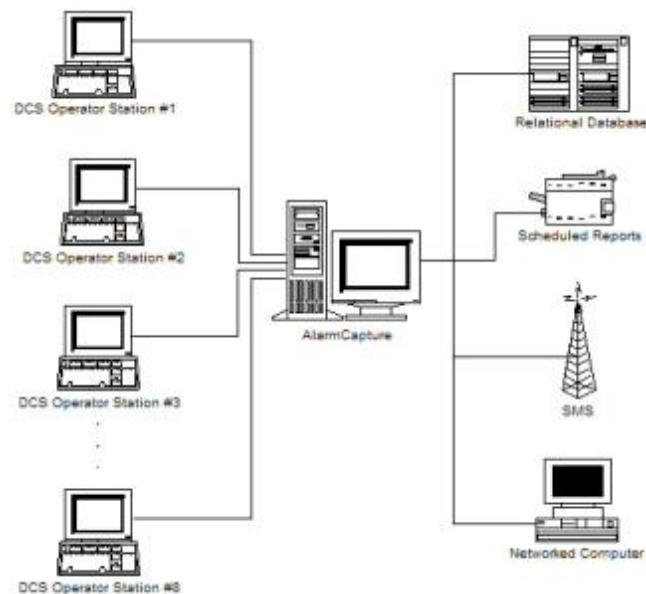 DCS Operator Station #1
DCS Operator Station #2
DCS Operator Station #3
DCS Operator Station #8
AlarmCapture
Relational Database
Scheduled Reports
SMS
Networked Computer